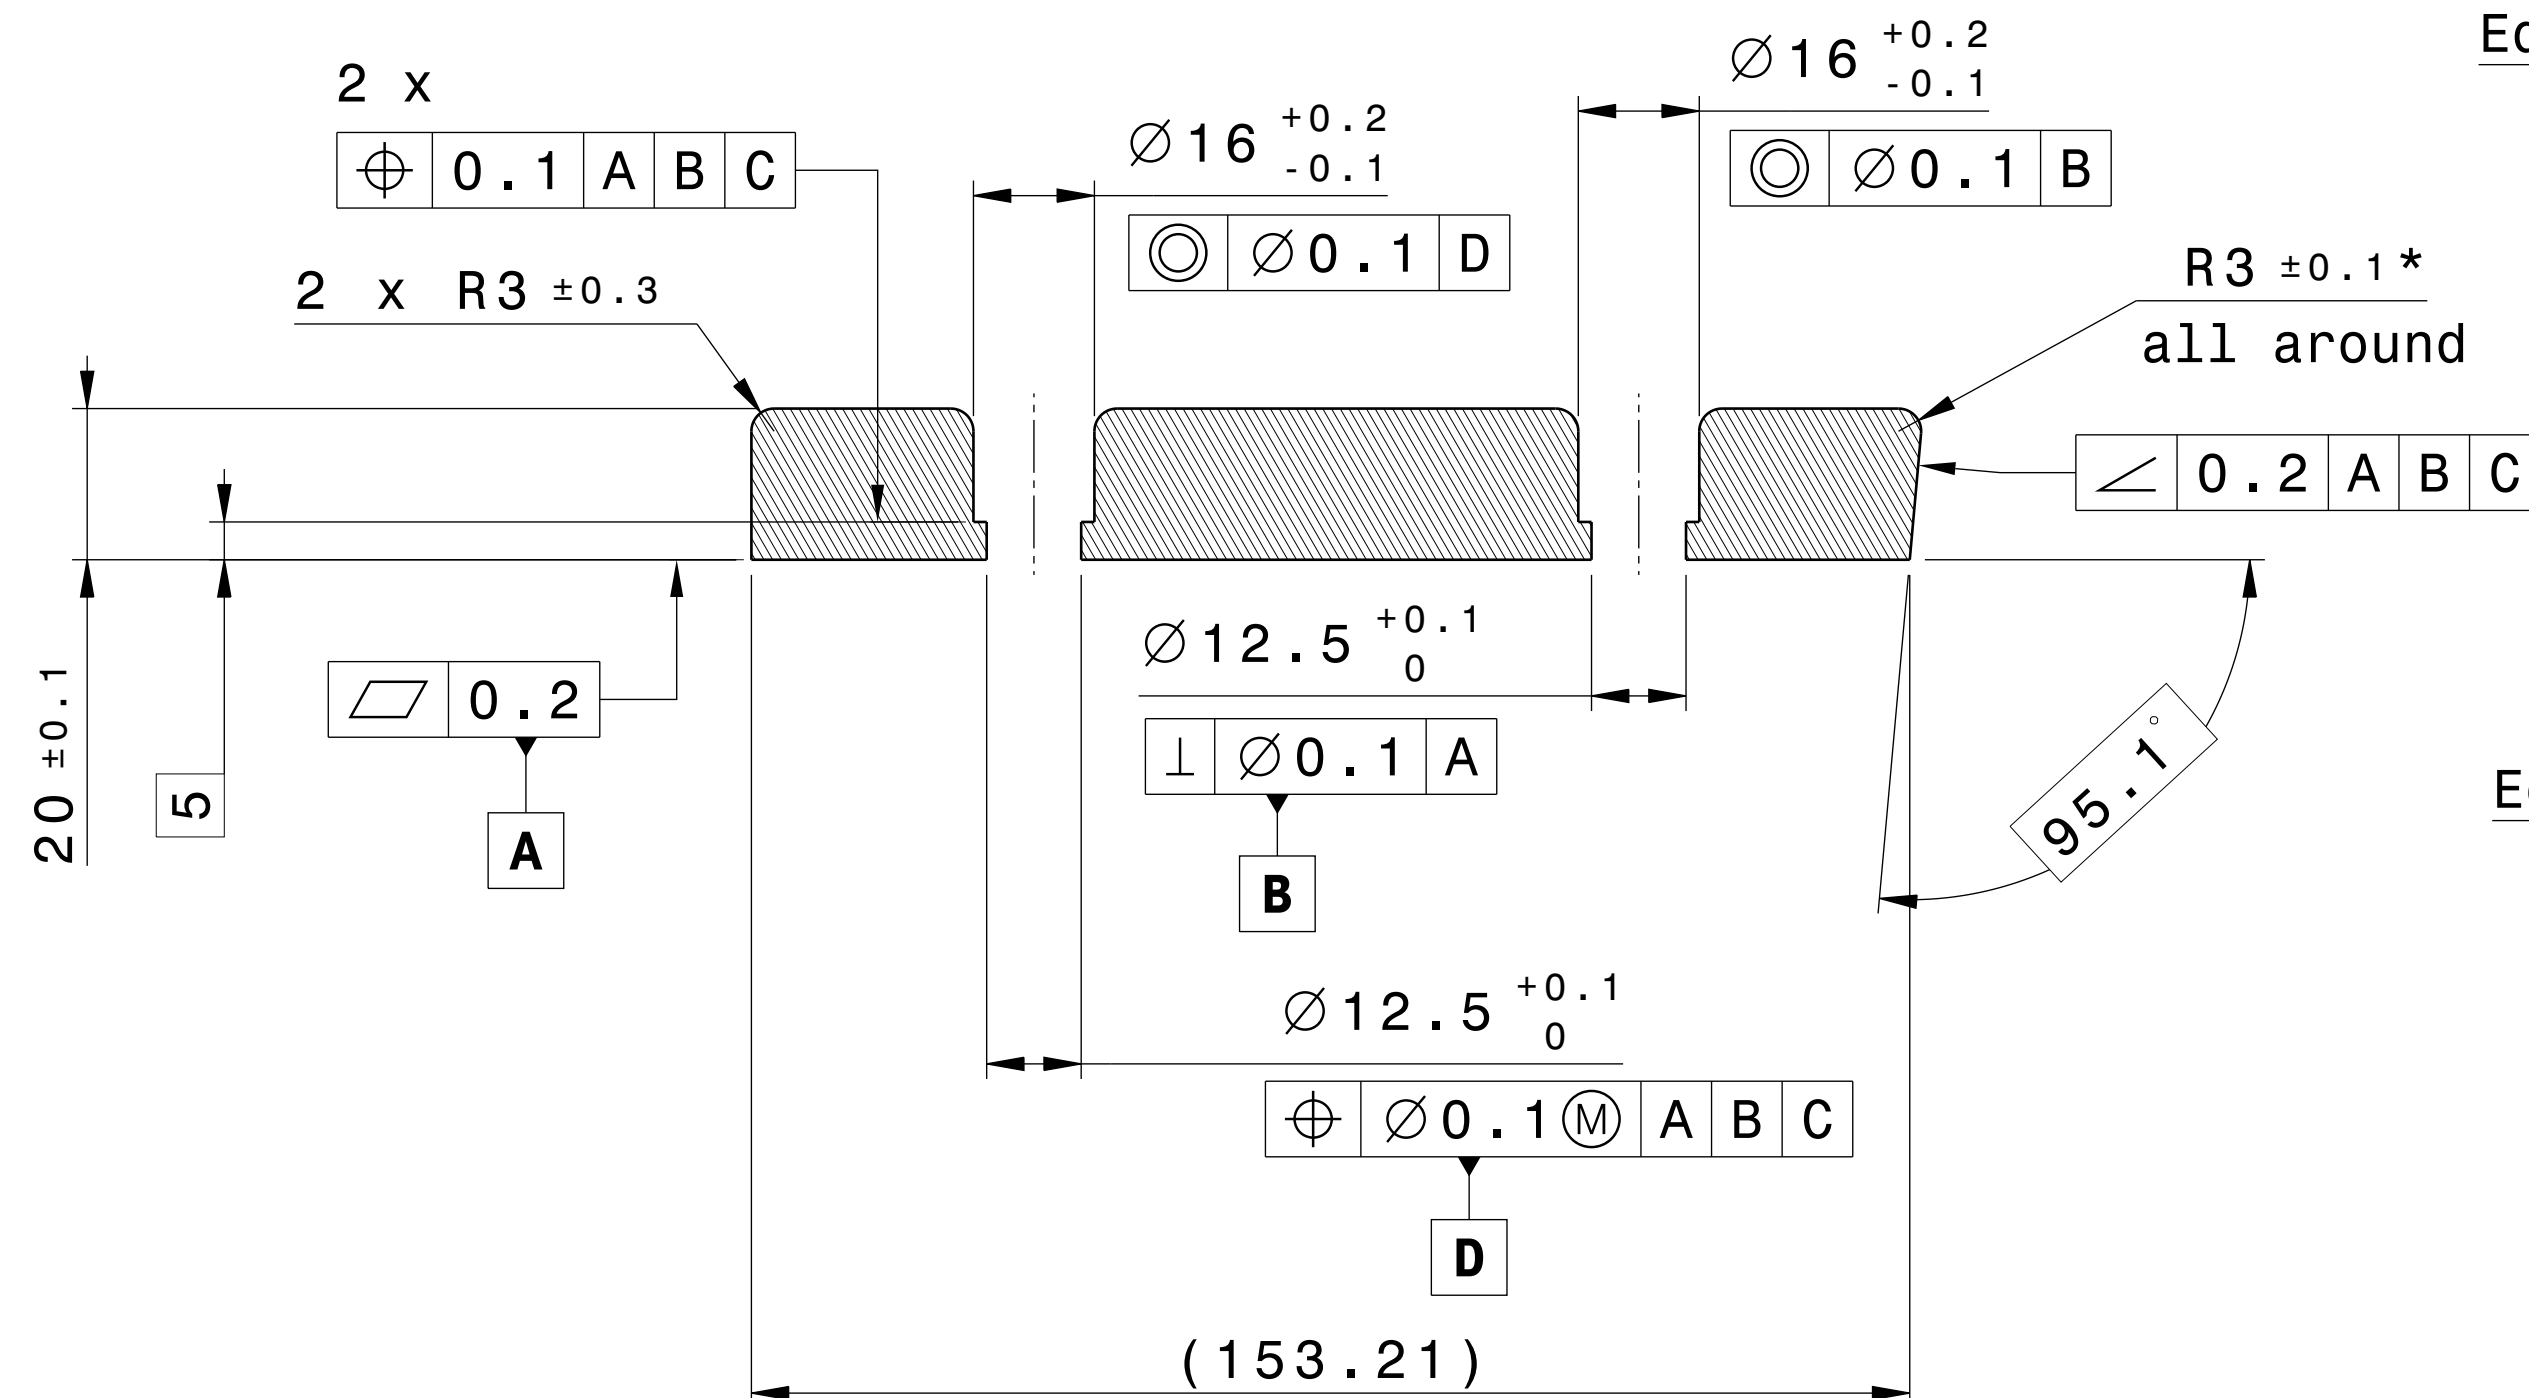 Ø16 +0.2 -0.1
◎ Ø0.1 B
2 x
⌖ 0.1 A B C
Ø16 +0.2 -0.1
◎ Ø0.1 D
2 x R3 ±0.3
R3 ±0.1*
all around
∠ 0.2 A B C
20 ±0.1
5
⏥ 0.2
A
Ø12.5 +0.1 0
⊥ Ø0.1 A
B
95.1°
Ø12.5 +0.1 0
⌖ Ø0.1 Ⓜ A B C
D
(153.21)